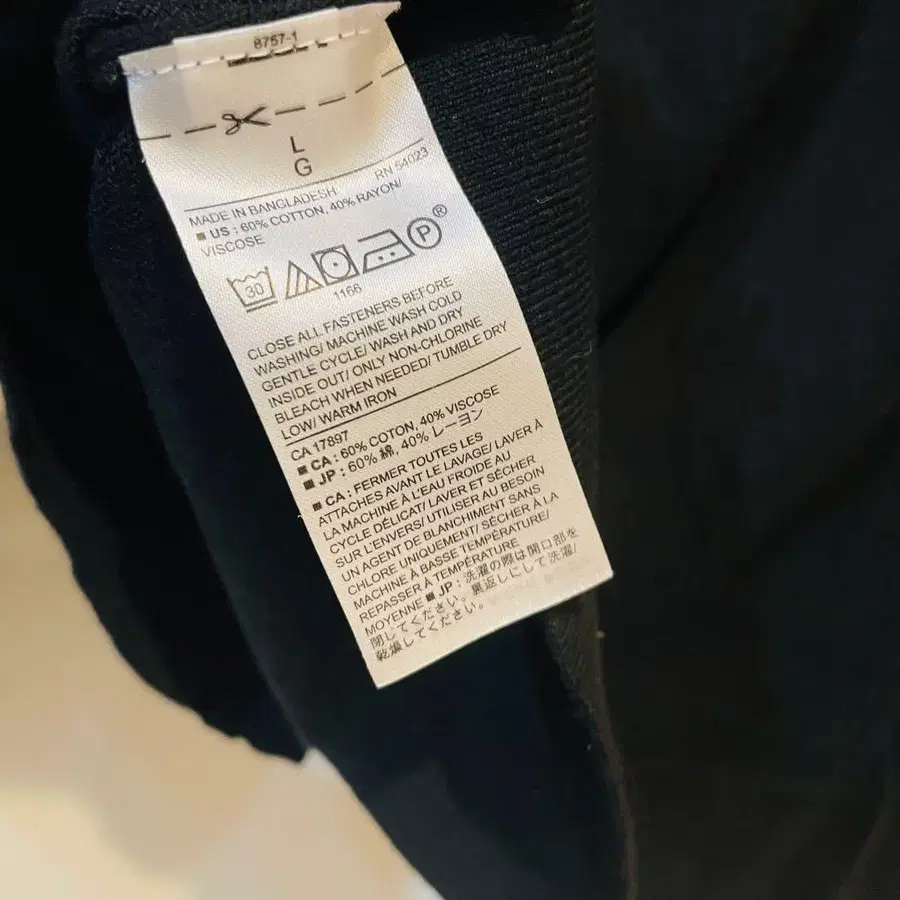 8757-1
L
G
RN 54023
MADE IN BANGLADESH
■ US : 60% COTTON, 40% RAYON/
VISCOSE
30
P®
1166
CLOSE ALL FASTENERS BEFORE
WASHING/ MACHINE WASH COLD
GENTLE CYCLE/ WASH AND DRY
INSIDE OUT/ ONLY NON-CHLORINE
BLEACH WHEN NEEDED/ TUMBLE DRY
LOW/ WARM IRON
CA 17897
■ CA : 60% COTON, 40% VISCOSE
■ JP : 60% 綿, 40% レーヨン
■ CA : FERMER TOUTES LES
ATTACHES AVANT LE LAVAGE/ LAVER À
LA MACHINE À L'EAU FROIDE AU
CYCLE DÉLICAT/ LAVER ET SÉCHER
SUR L'ENVERS/ UTILISER AU BESOIN
UN AGENT DE BLANCHIMENT SANS
CHLORE UNIQUEMENT/ SÉCHER À LA
MACHINE À BASSE TEMPÉRATURE/
REPASSER À TEMPÉRATURE
MOYENNE ■ JP : 洗濯の際は開口部を
閉じてください。裏返しにして洗濯/
乾燥してください。